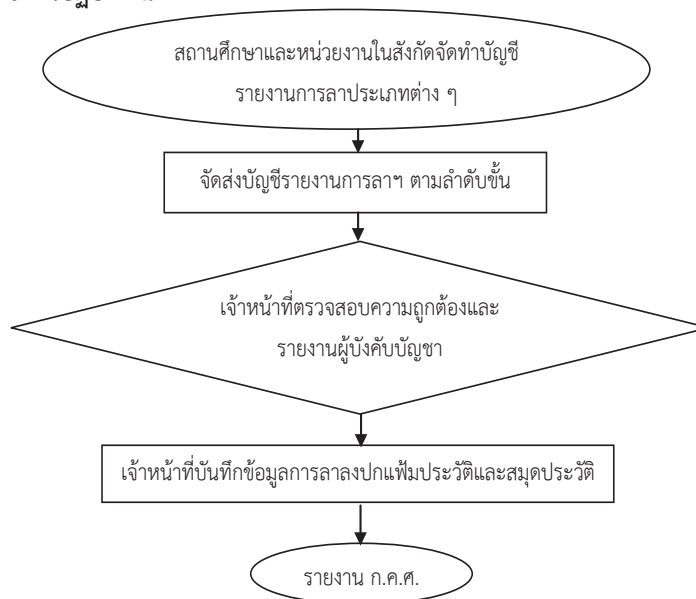 สถานศึกษาและหน่วยงานในสังกัดจัดทำบัญชี
รายงานการลาประเภทต่าง ๆ
จัดส่งบัญชีรายงานการลาฯ ตามลำดับขั้น
เจ้าหน้าที่ตรวจสอบความถูกต้องและ
รายงานผู้บังคับบัญชา
เจ้าหน้าที่บันทึกข้อมูลการลาลงปกแฟ้มประวัติและสมุดประวัติ
รายงาน ก.ค.ศ.